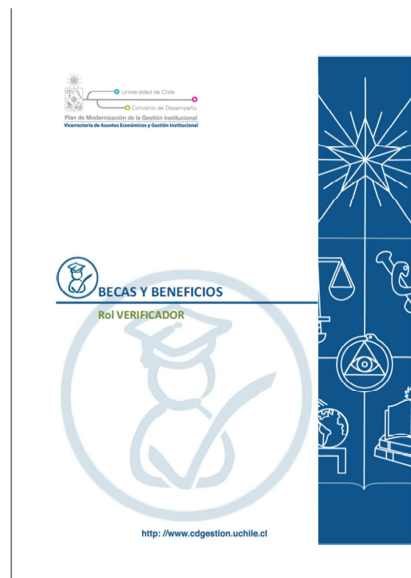 Universidad de Chile
Convenio de Desempeño
Plan de Modernización de la Gestión Institucional
Vicerrectoría de Asuntos Económicos y Gestión Institucional
BECAS Y BENEFICIOS
Rol VERIFICADOR
http: //www.cdgestion.uchile.cl